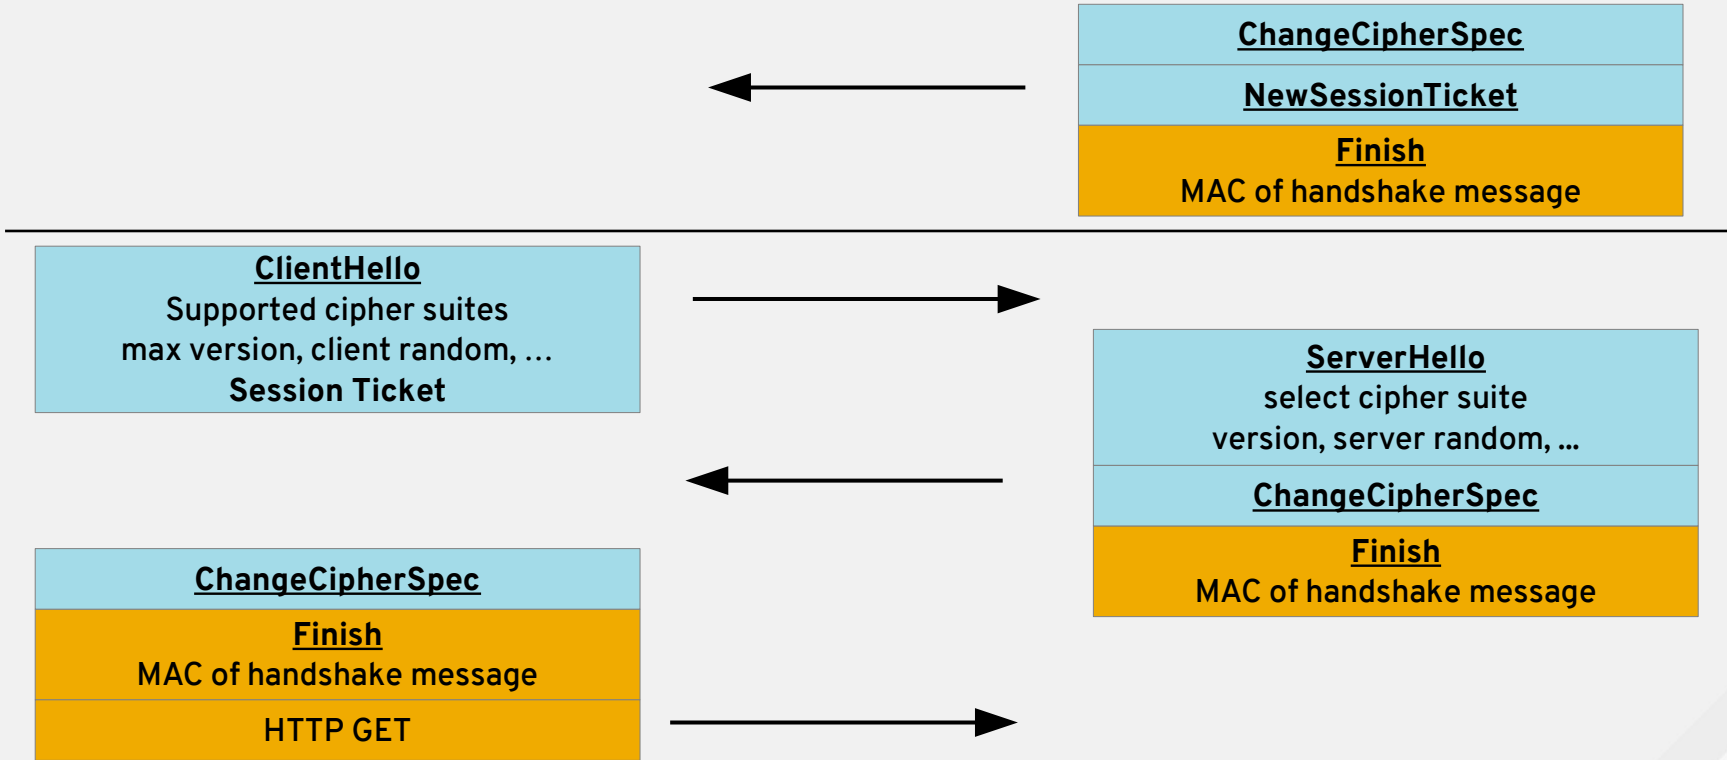 ChangeCipherSpec
NewSessionTicket
Finish
MAC of handshake message
ClientHello
Supported cipher suites
max version, client random, …
Session Ticket
ServerHello
select cipher suite
version, server random, ...
ChangeCipherSpec
Finish
MAC of handshake message
ChangeCipherSpec
Finish
MAC of handshake message
HTTP GET